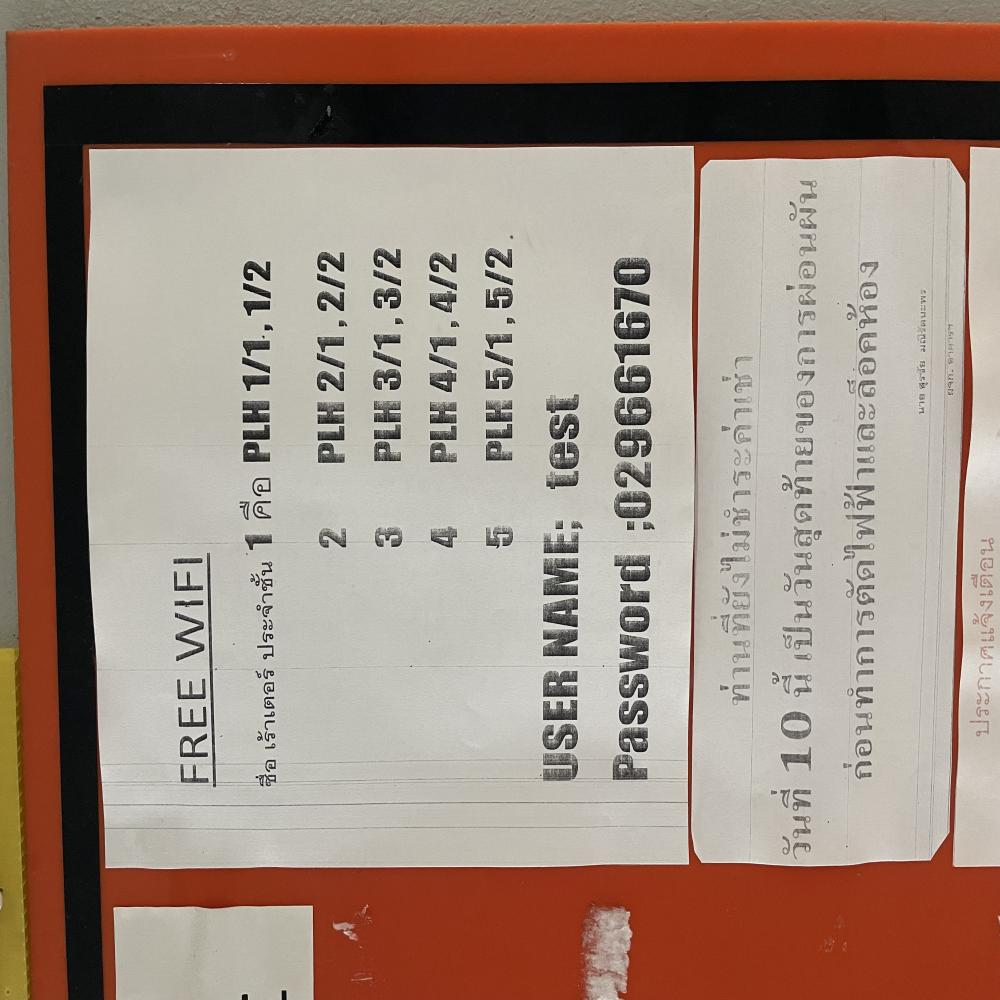 FREE WIFI
ชื่อ เร้าเตอร์ ประจำชั้น 1 คือ PLH 1/1 , 1/2
2 PLH 2/1 , 2/2
3 PLH 3/1 , 3/2
4 PLH 4/1 , 4/2
5 PLH 5/1 , 5/2
USER NAME; test
Password ;029661670
ท่านที่ยังไม่ชำระค่าเช่า
วันที่ 10 นี้ เป็นวันสุดท้ายของการผ่อนผัน
ก่อนทำการตัดไฟฟ้าและล็อคห้อง
ประกาศแจ้งเตือน